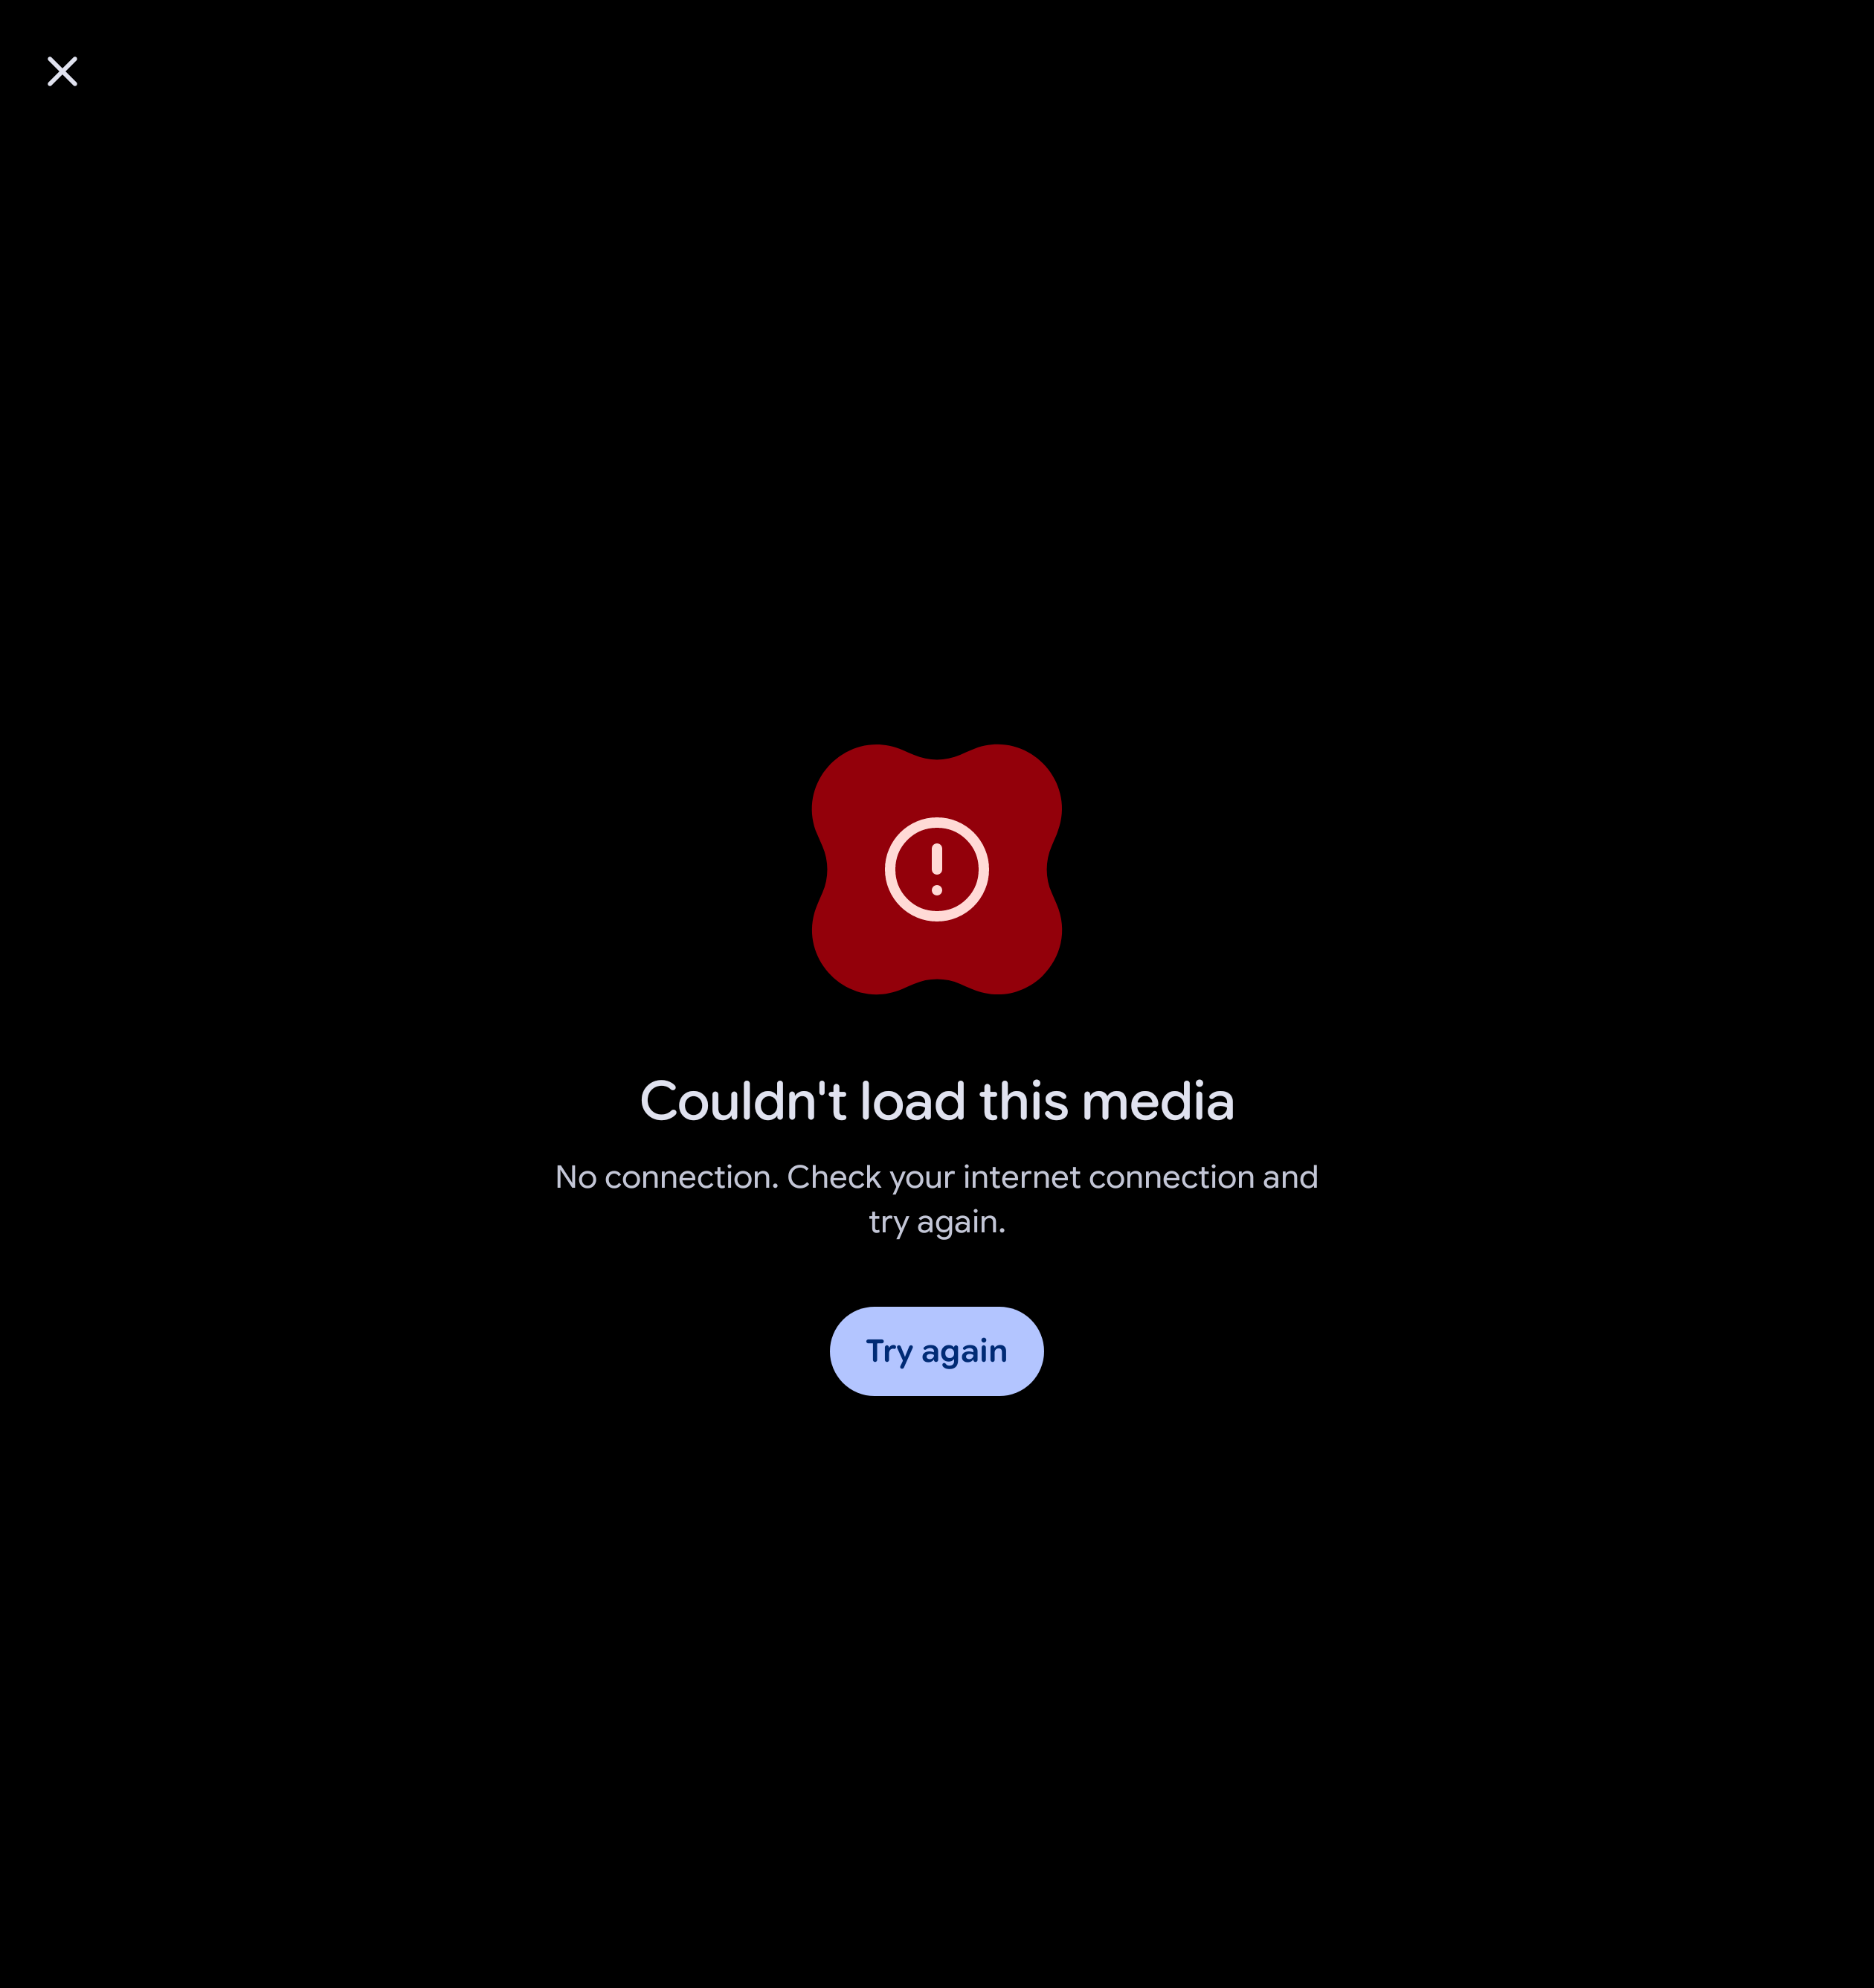 Couldn't load this media
No connection. Check your internet connection and
try again.
Try again